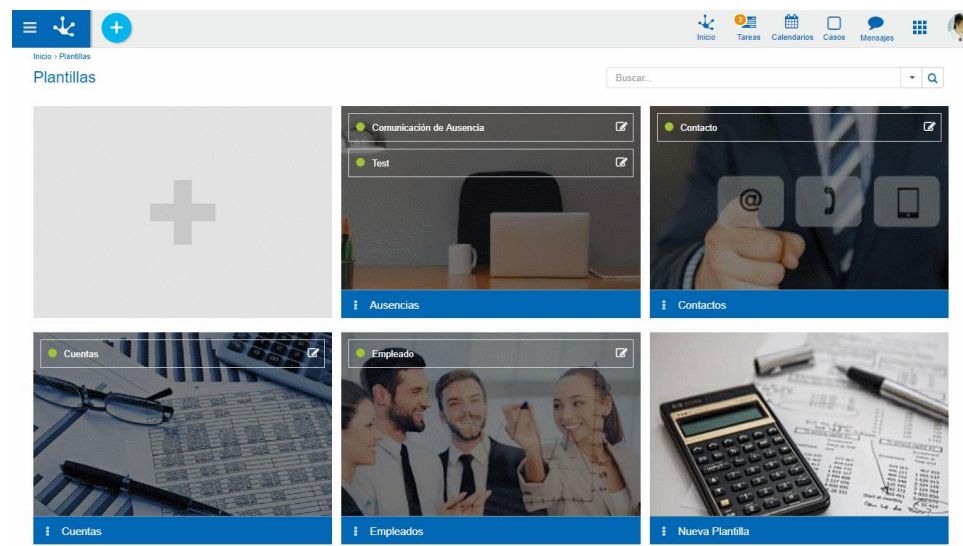 3
Inicio
Tareas
Calendarios
Casos
Mensajes
Inicio > Plantillas
Plantillas
Buscar...
Comunicación de Ausencia
Test
Ausencias
Contacto
@
Contactos
Cuentas
Cuentas
Empleado
Empleados
Nueva Plantilla